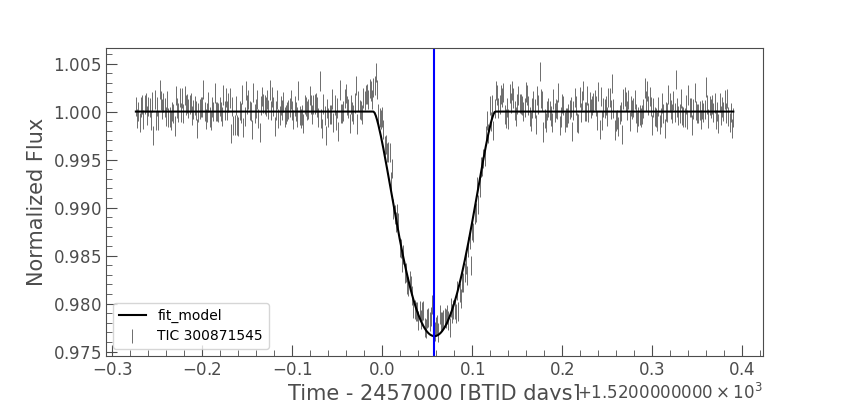 Normalized Flux
1.005
1.000
0.995
0.990
0.985
0.980
0.975
fit_model
TIC 300871545
−0.3 −0.2 −0.1 0.0 0.1 0.2 0.3 0.4
Time - 2457000 [BTJD days] +1.5200000000 × 10³